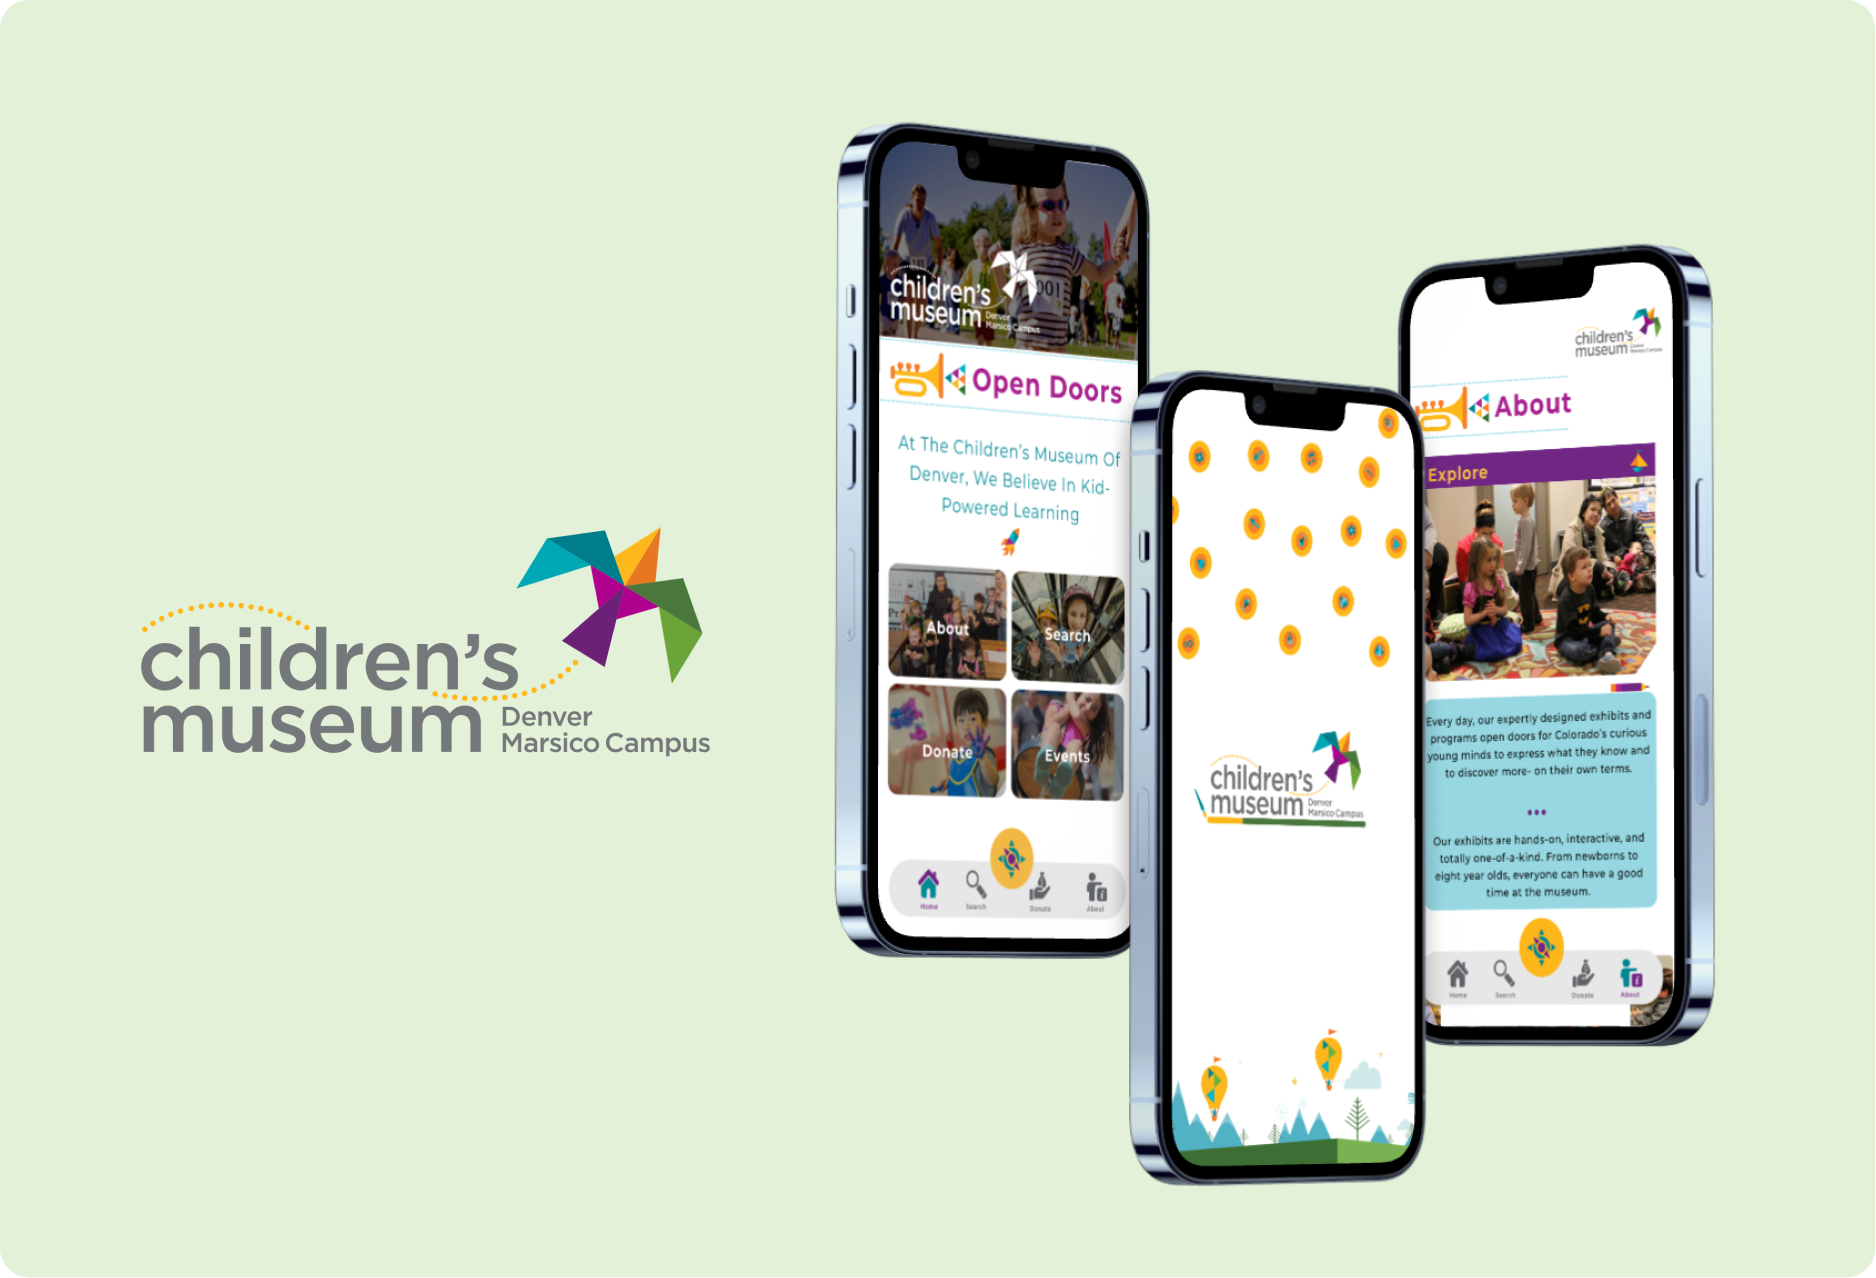 children's
museum
Denver
Marsico Campus
children's
museum
Denver
Marsico Campus
001
Open Doors
At The Children's Museum Of
Denver, We Believe In Kid-
Powered Learning
About
Search
Donate
Events
Home
Search
Donate
About
children's
museum
Denver
Marsico Campus
children's
museum
Denver
Marsico Campus
About
Explore
Every day, our expertly designed exhibits and
programs open doors for Colorado's curious
young minds to express what they know and
to discover more- on their own terms.
Our exhibits are hands-on, interactive, and
totally one-of-a-kind. From newborns to
eight year olds, everyone can have a good
time at the museum.
Home
Search
Donate
About